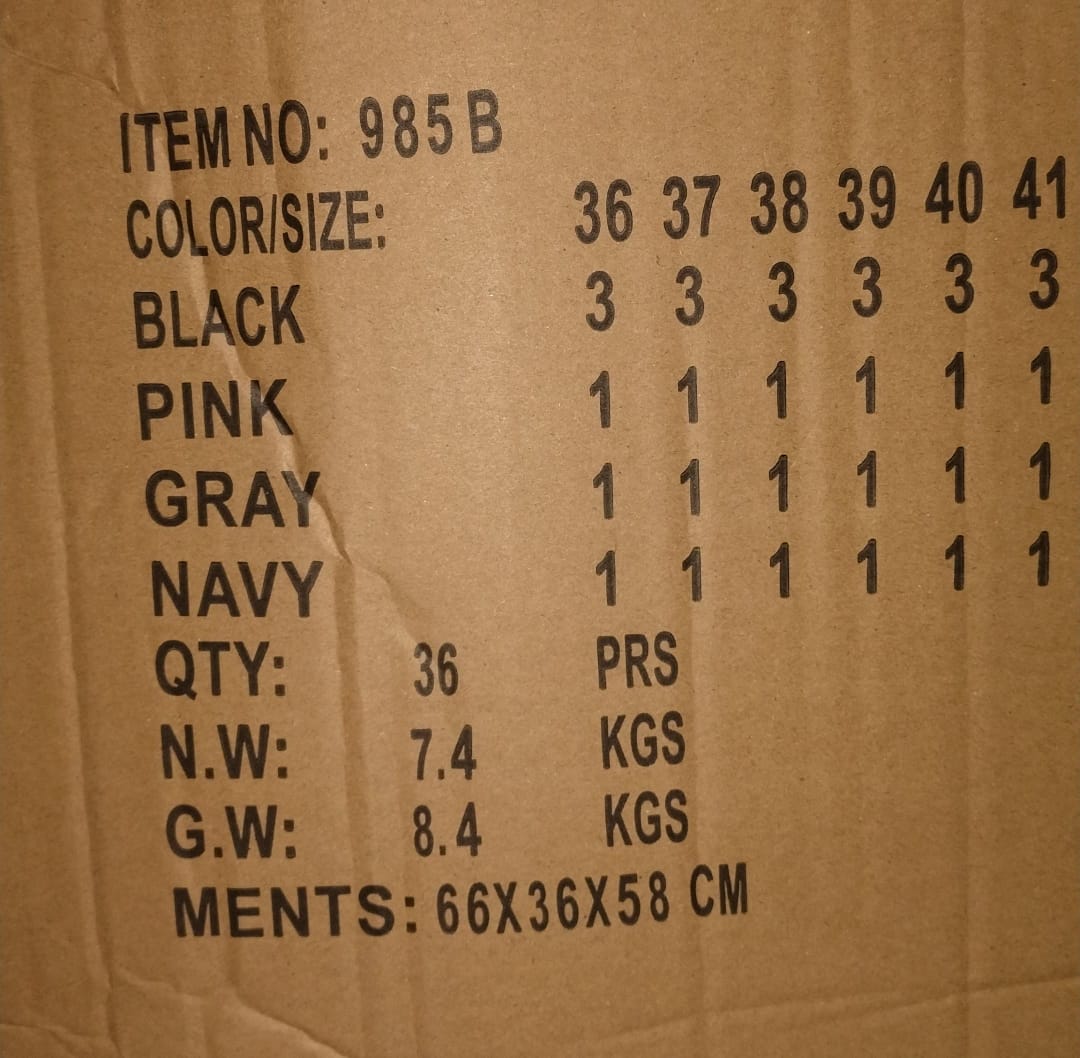 ITEM NO: 985B
COLOR/SIZE: 36 37 38 39 40 41
BLACK 3 3 3 3 3 3
PINK 1 1 1 1 1 1
GRAY 1 1 1 1 1 1
NAVY 1 1 1 1 1 1
QTY: 36 PRS
N.W: 7.4 KGS
G.W: 8.4 KGS
MENTS: 66X36X58 CM